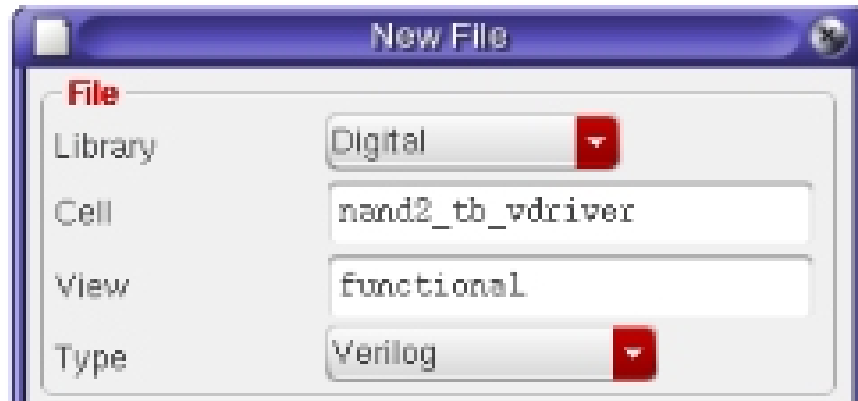 New File
File
Library Digital
Cell nand2_tb_vdriver
View functional
Type Verilog